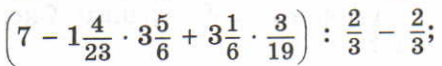 (7 − 1 4/23 · 3 5/6 + 3 1/6 · 3/19) : 2/3 − 2/3;